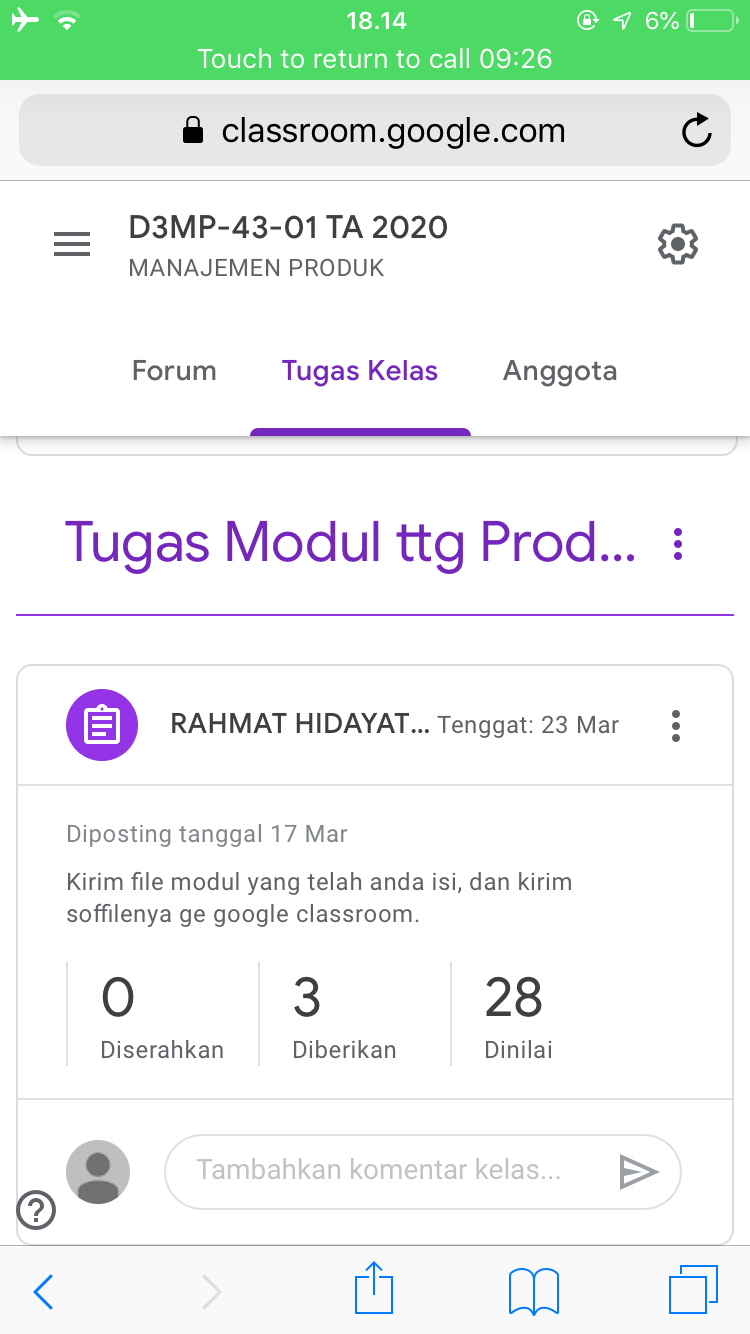 18.14
6%
Touch to return to call 09:26
classroom.google.com
D3MP-43-01 TA 2020
MANAJEMEN PRODUK
Forum
Tugas Kelas
Anggota
Tugas Modul ttg Prod...
RAHMAT HIDAYAT... Tenggat: 23 Mar
Diposting tanggal 17 Mar
Kirim file modul yang telah anda isi, dan kirim
soffilenya ge google classroom.
0
3
28
Diserahkan
Diberikan
Dinilai
Tambahkan komentar kelas...
?